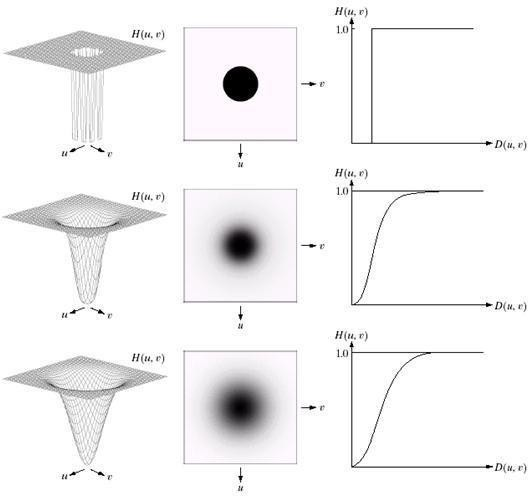 H(u, v)
u
v
v
u
H(u, v)
1.0
D(u, v)
H(u, v)
u
v
v
u
H(u, v)
1.0
D(u, v)
H(u, v)
u
v
v
u
H(u, v)
1.0
D(u, v)